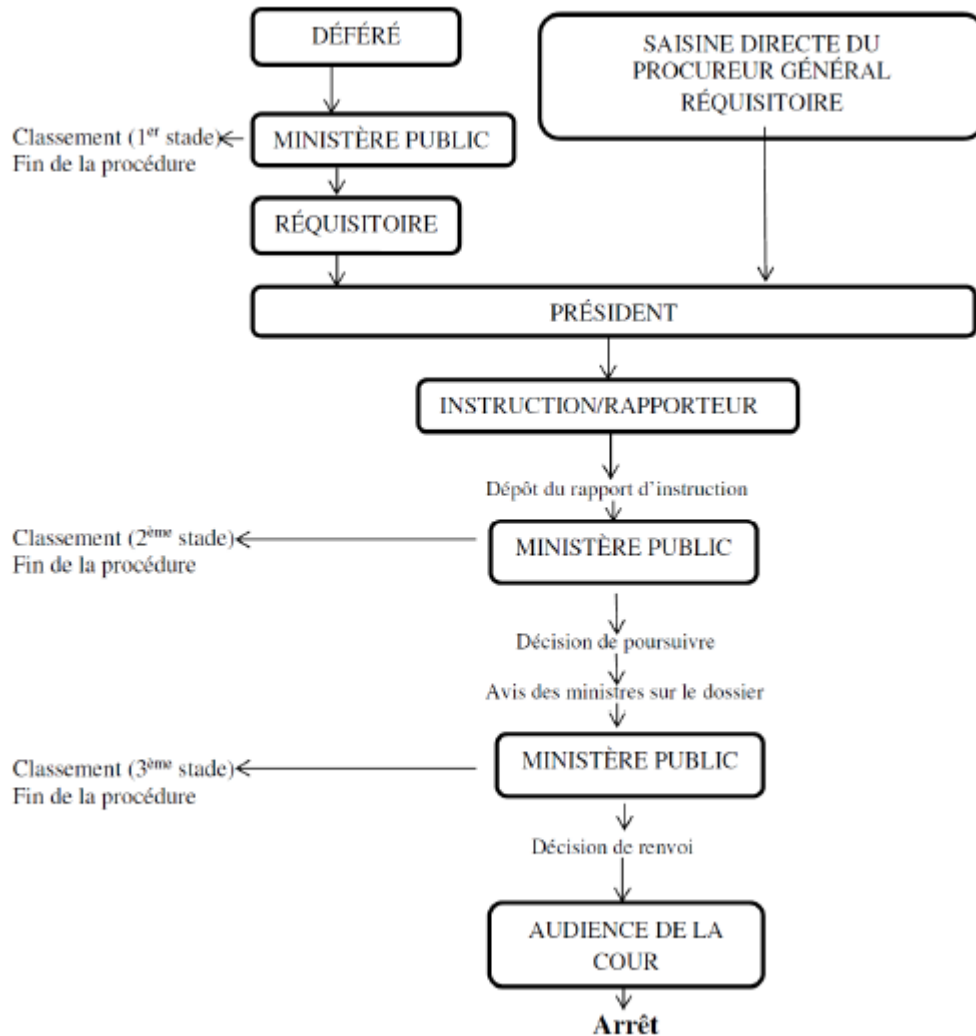 DÉFÉRÉ
SAISINE DIRECTE DU
PROCUREUR GÉNÉRAL
RÉQUISITOIRE
Classement (1er stade)
Fin de la procédure
MINISTÈRE PUBLIC
RÉQUISITOIRE
PRÉSIDENT
INSTRUCTION/RAPPORTEUR
Dépôt du rapport d’instruction
Classement (2ème stade)
Fin de la procédure
MINISTÈRE PUBLIC
Décision de poursuivre
Avis des ministres sur le dossier
Classement (3ème stade)
Fin de la procédure
MINISTÈRE PUBLIC
Décision de renvoi
AUDIENCE DE LA
COUR
Arrêt